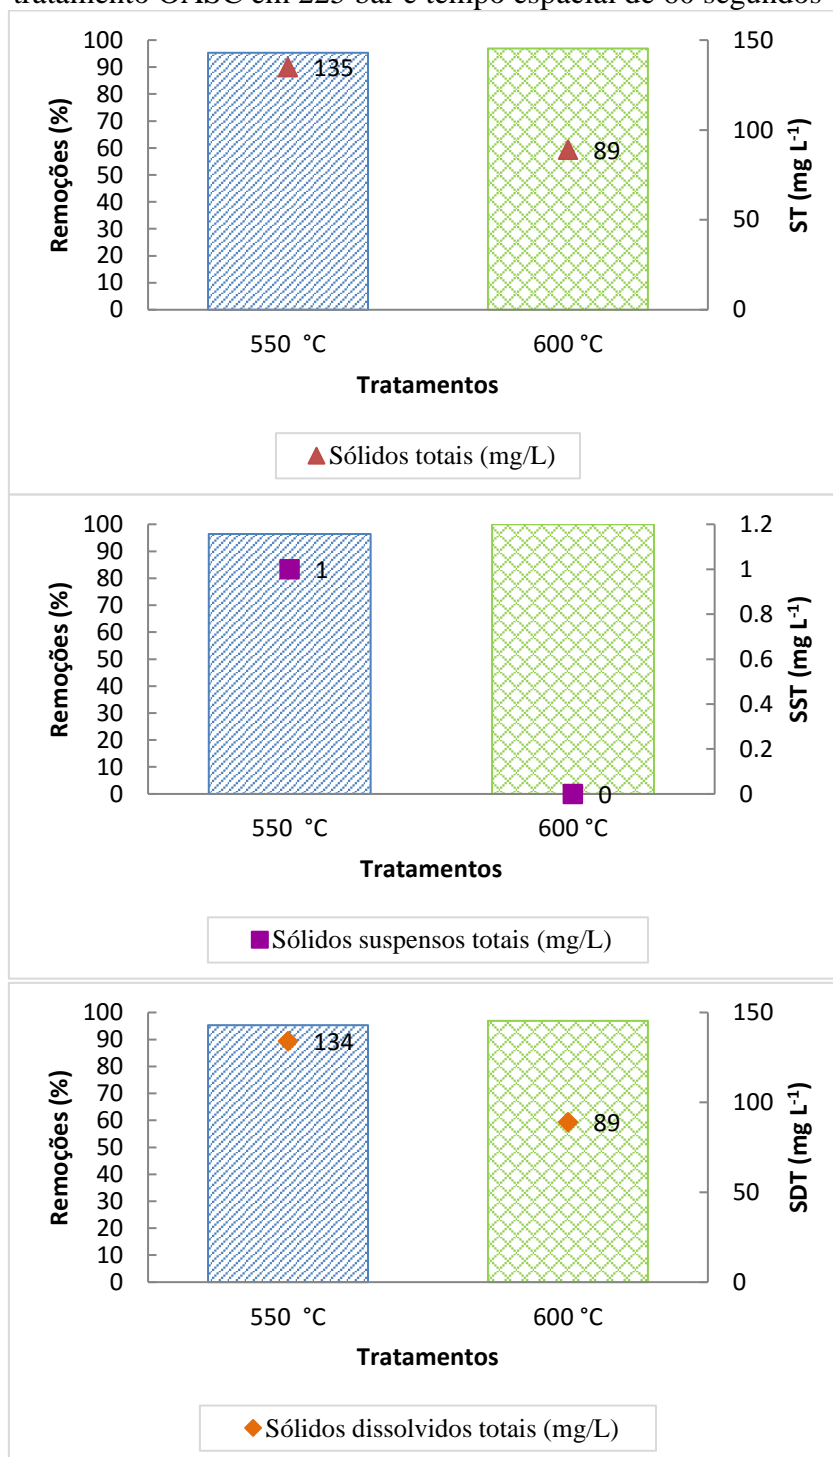 tratamento OASC em 225 bar e tempo espacial de 60 segundos
100
90
80
70
60
50
40
30
20
10
0
Remoções (%)
135
89
150
100
50
0
ST (mg L-1)
550 °C
600 °C
Tratamentos
Sólidos totais (mg/L)
100
90
80
70
60
50
40
30
20
10
0
Remoções (%)
1
0
1.2
1
0.8
0.6
0.4
0.2
0
SST (mg L-1)
550 °C
600 °C
Tratamentos
Sólidos suspensos totais (mg/L)
100
90
80
70
60
50
40
30
20
10
0
Remoções (%)
134
89
150
100
50
0
SDT (mg L-1)
550 °C
600 °C
Tratamentos
Sólidos dissolvidos totais (mg/L)